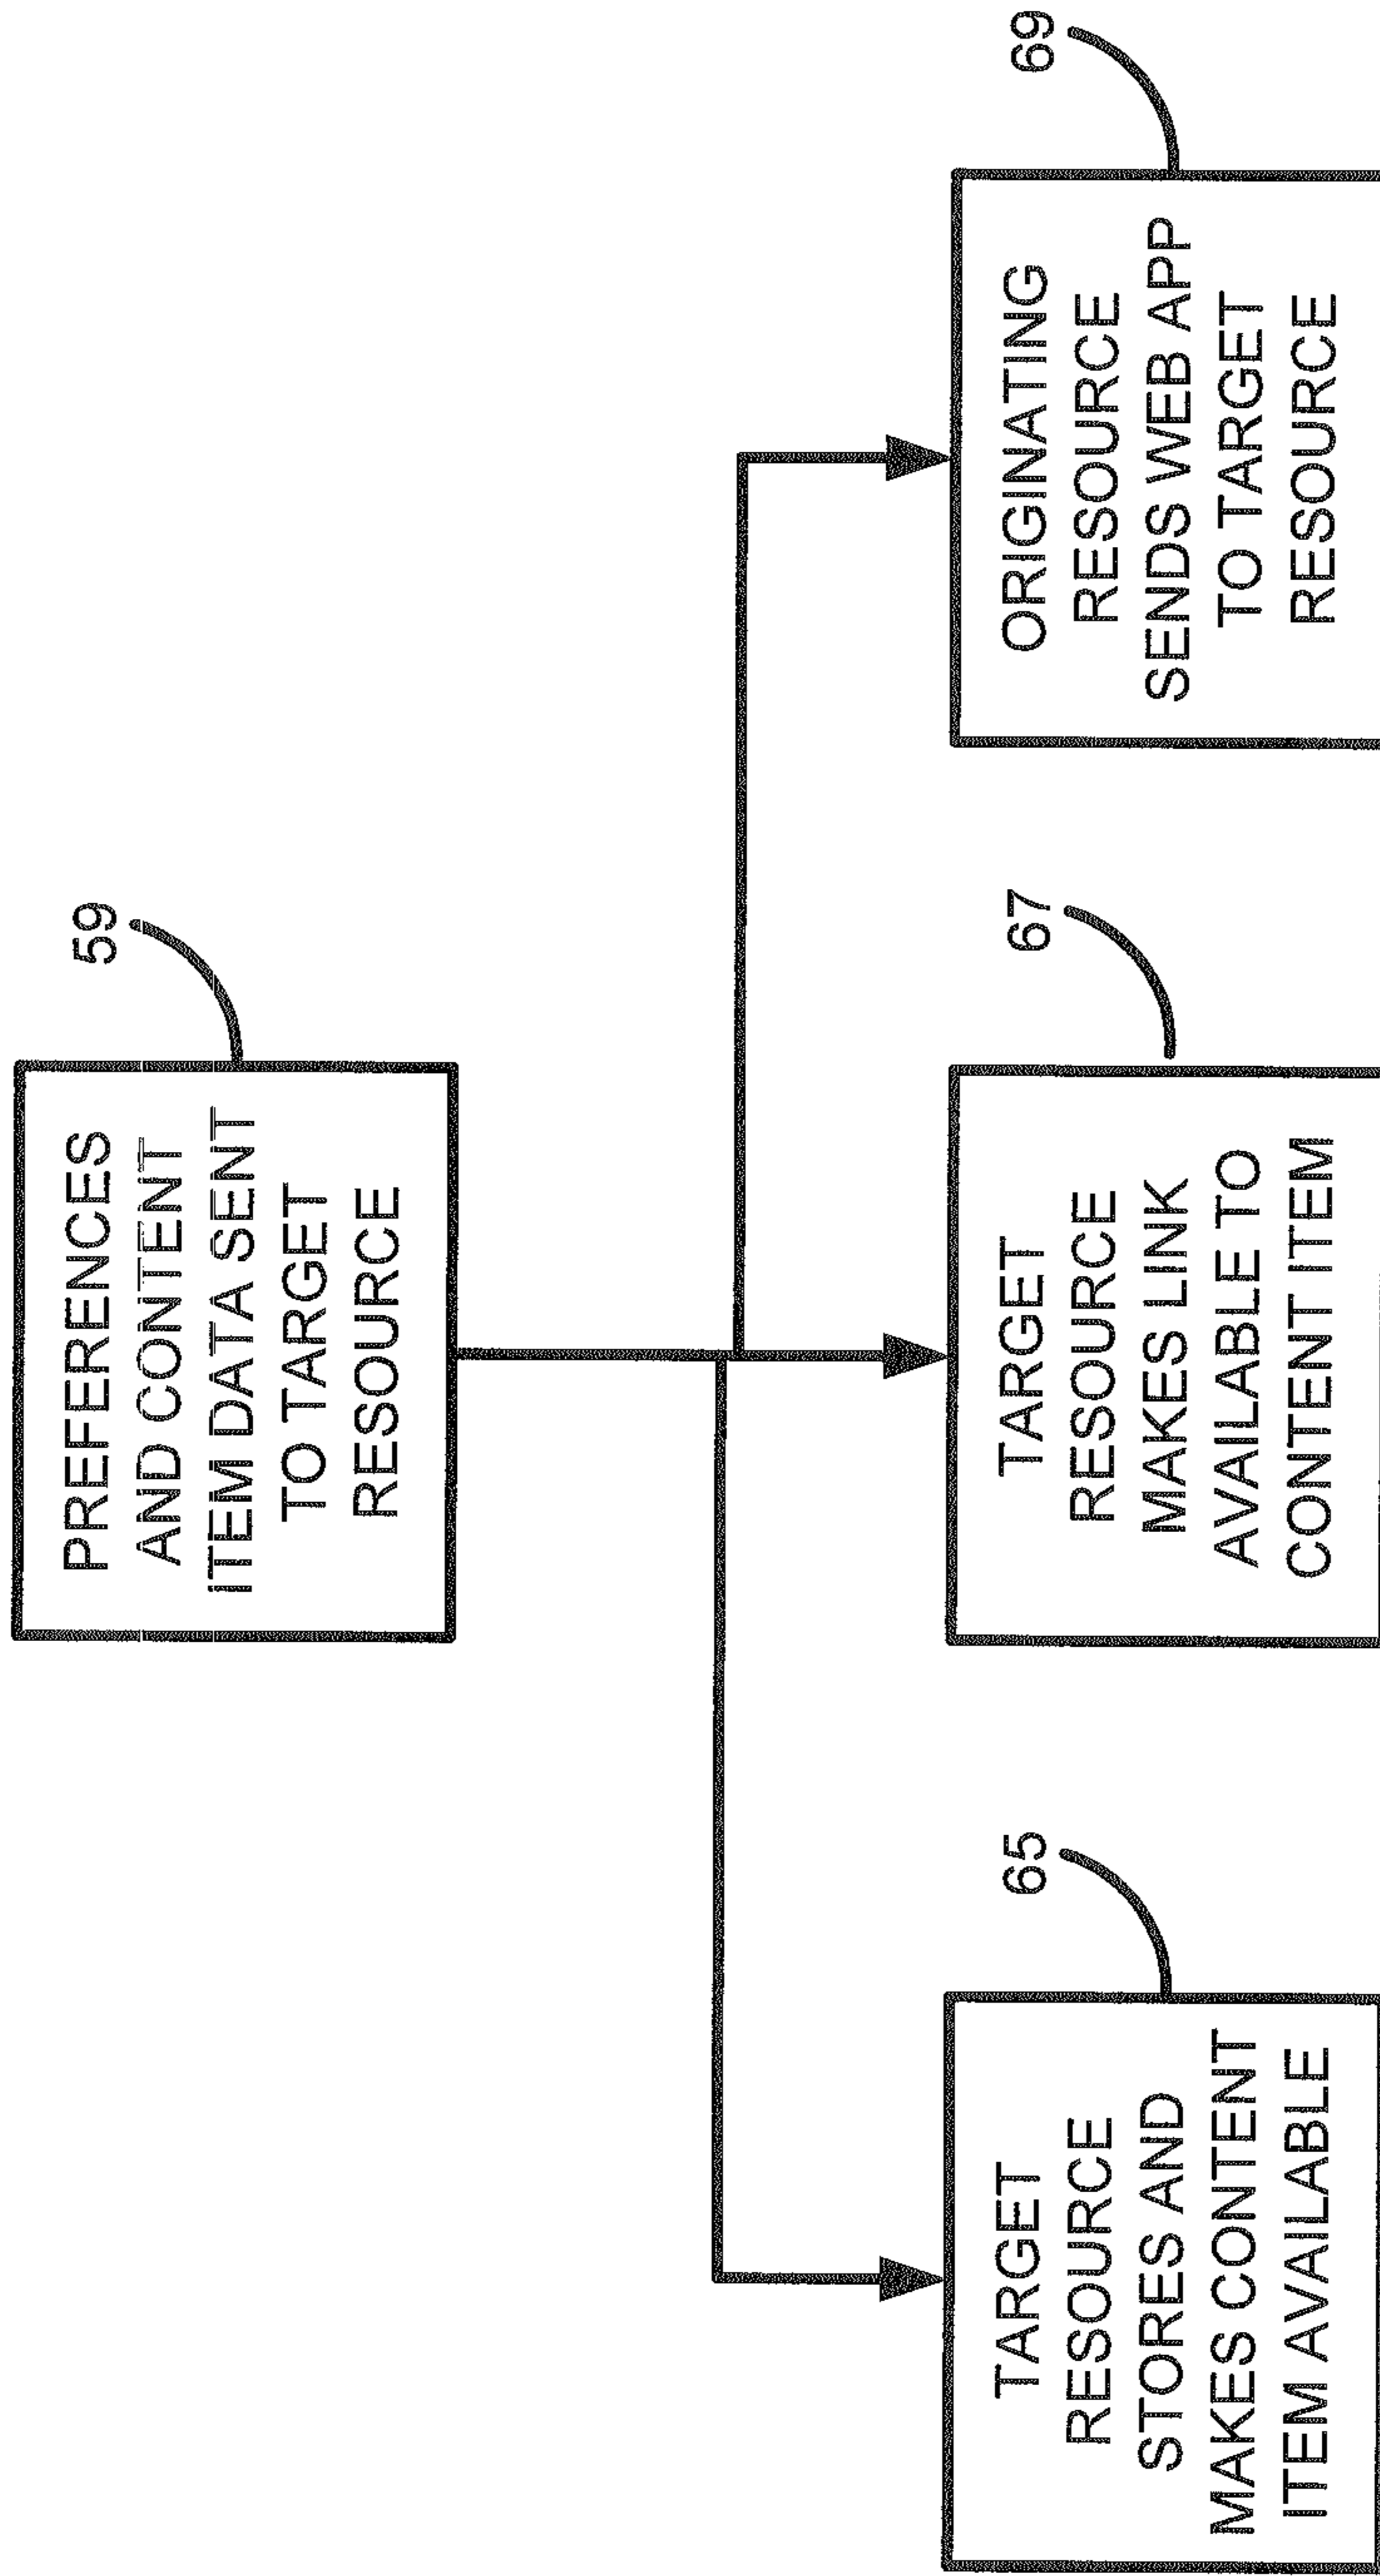 PREFERENCES
AND CONTENT
ITEM DATA SENT
TO TARGET
RESOURCE
59
TARGET
RESOURCE
STORES AND
MAKES CONTENT
ITEM AVAILABLE
65
TARGET
RESOURCE
MAKES LINK
AVAILABLE TO
CONTENT ITEM
67
ORIGINATING
RESOURCE
SENDS WEB APP
TO TARGET
RESOURCE
69